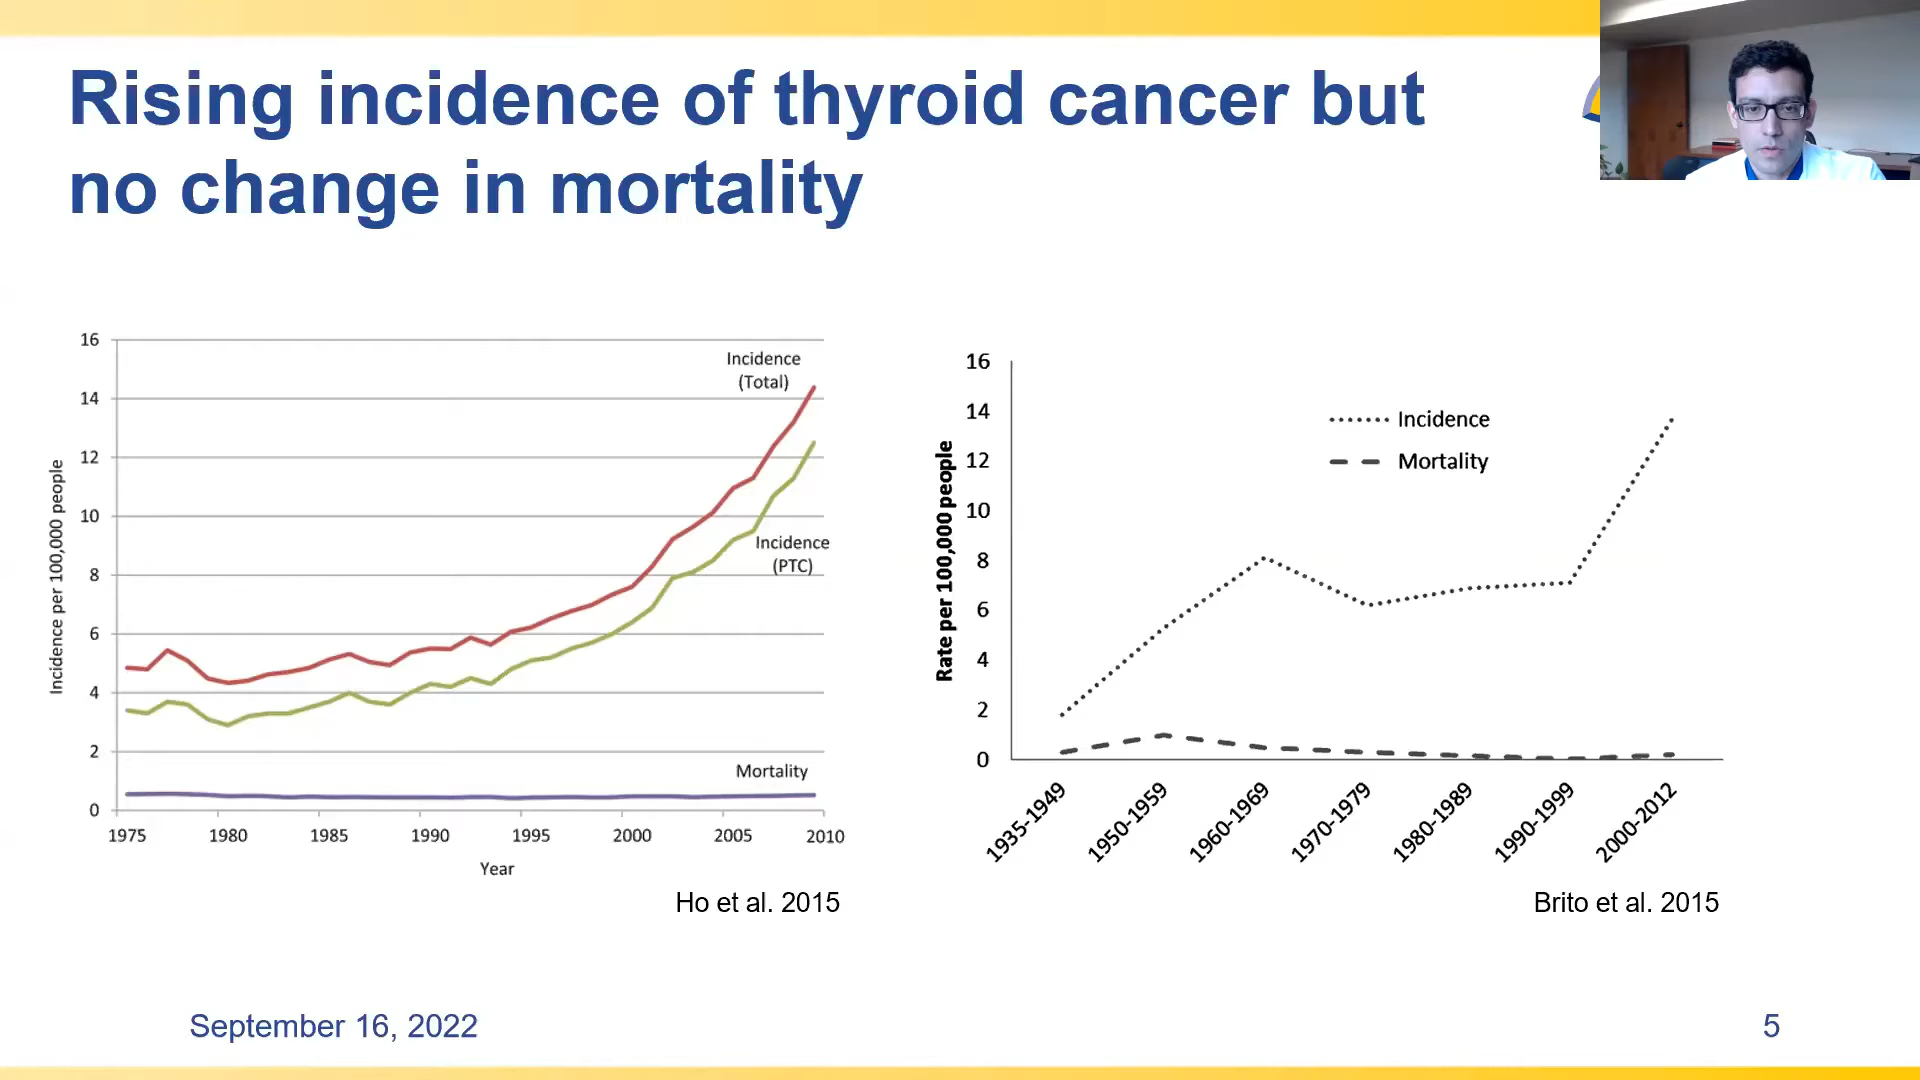 Rising incidence of thyroid cancer but
no change in mortality
16
14
12
10
8
6
4
2
0
Incidence per 100,000 people
Incidence
(Total)
Incidence
(PTC)
Mortality
1975 1980 1985 1990 1995 2000 2005 2010
Year
Ho et al. 2015
16
14
12
10
8
6
4
2
0
Rate per 100,000 people
Incidence
Mortality
1935-1949 1950-1959 1960-1969 1970-1979 1980-1989 1990-1999 2000-2012
Brito et al. 2015
September 16, 2022
5